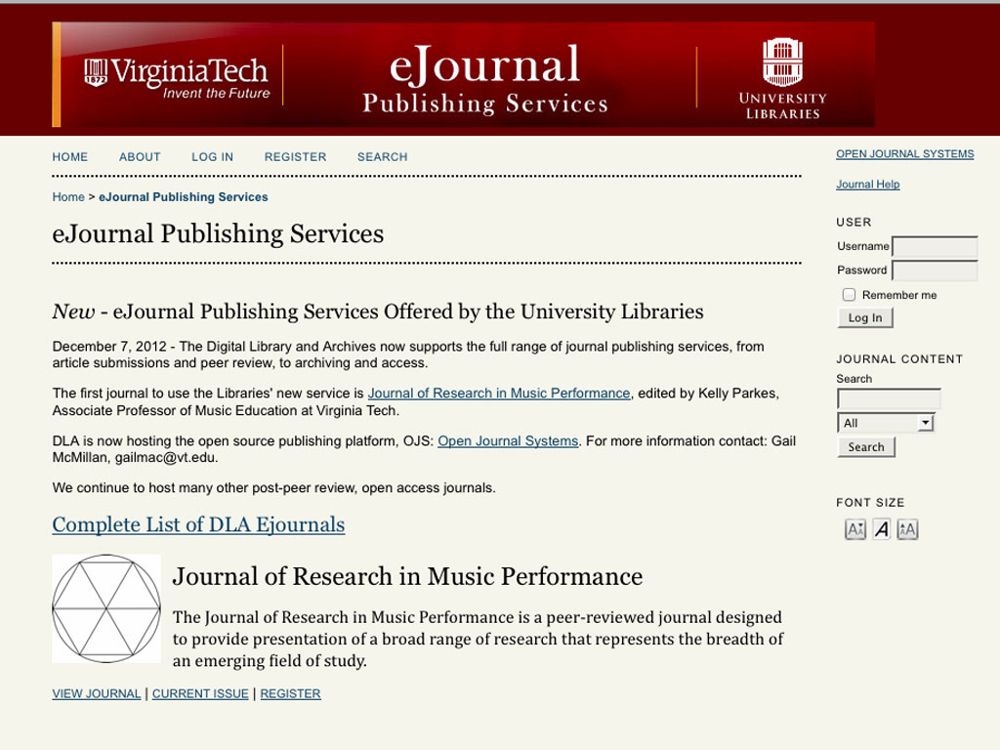 1872 VirginiaTech
Invent the Future
eJournal
Publishing Services
UNIVERSITY
LIBRARIES
HOME ABOUT LOG IN REGISTER SEARCH
Home > eJournal Publishing Services
eJournal Publishing Services
New - eJournal Publishing Services Offered by the University Libraries
December 7, 2012 - The Digital Library and Archives now supports the full range of journal publishing services, from
article submissions and peer review, to archiving and access.
The first journal to use the Libraries' new service is Journal of Research in Music Performance, edited by Kelly Parkes,
Associate Professor of Music Education at Virginia Tech.
DLA is now hosting the open source publishing platform, OJS: Open Journal Systems. For more information contact: Gail
McMillan, gailmac@vt.edu.
We continue to host many other post-peer review, open access journals.
Complete List of DLA Ejournals
Journal of Research in Music Performance
The Journal of Research in Music Performance is a peer-reviewed journal designed
to provide presentation of a broad range of research that represents the breadth of
an emerging field of study.
VIEW JOURNAL | CURRENT ISSUE | REGISTER
OPEN JOURNAL SYSTEMS
Journal Help
USER
Username
Password
Remember me
Log In
JOURNAL CONTENT
Search
All
Search
FONT SIZE
AA A AA